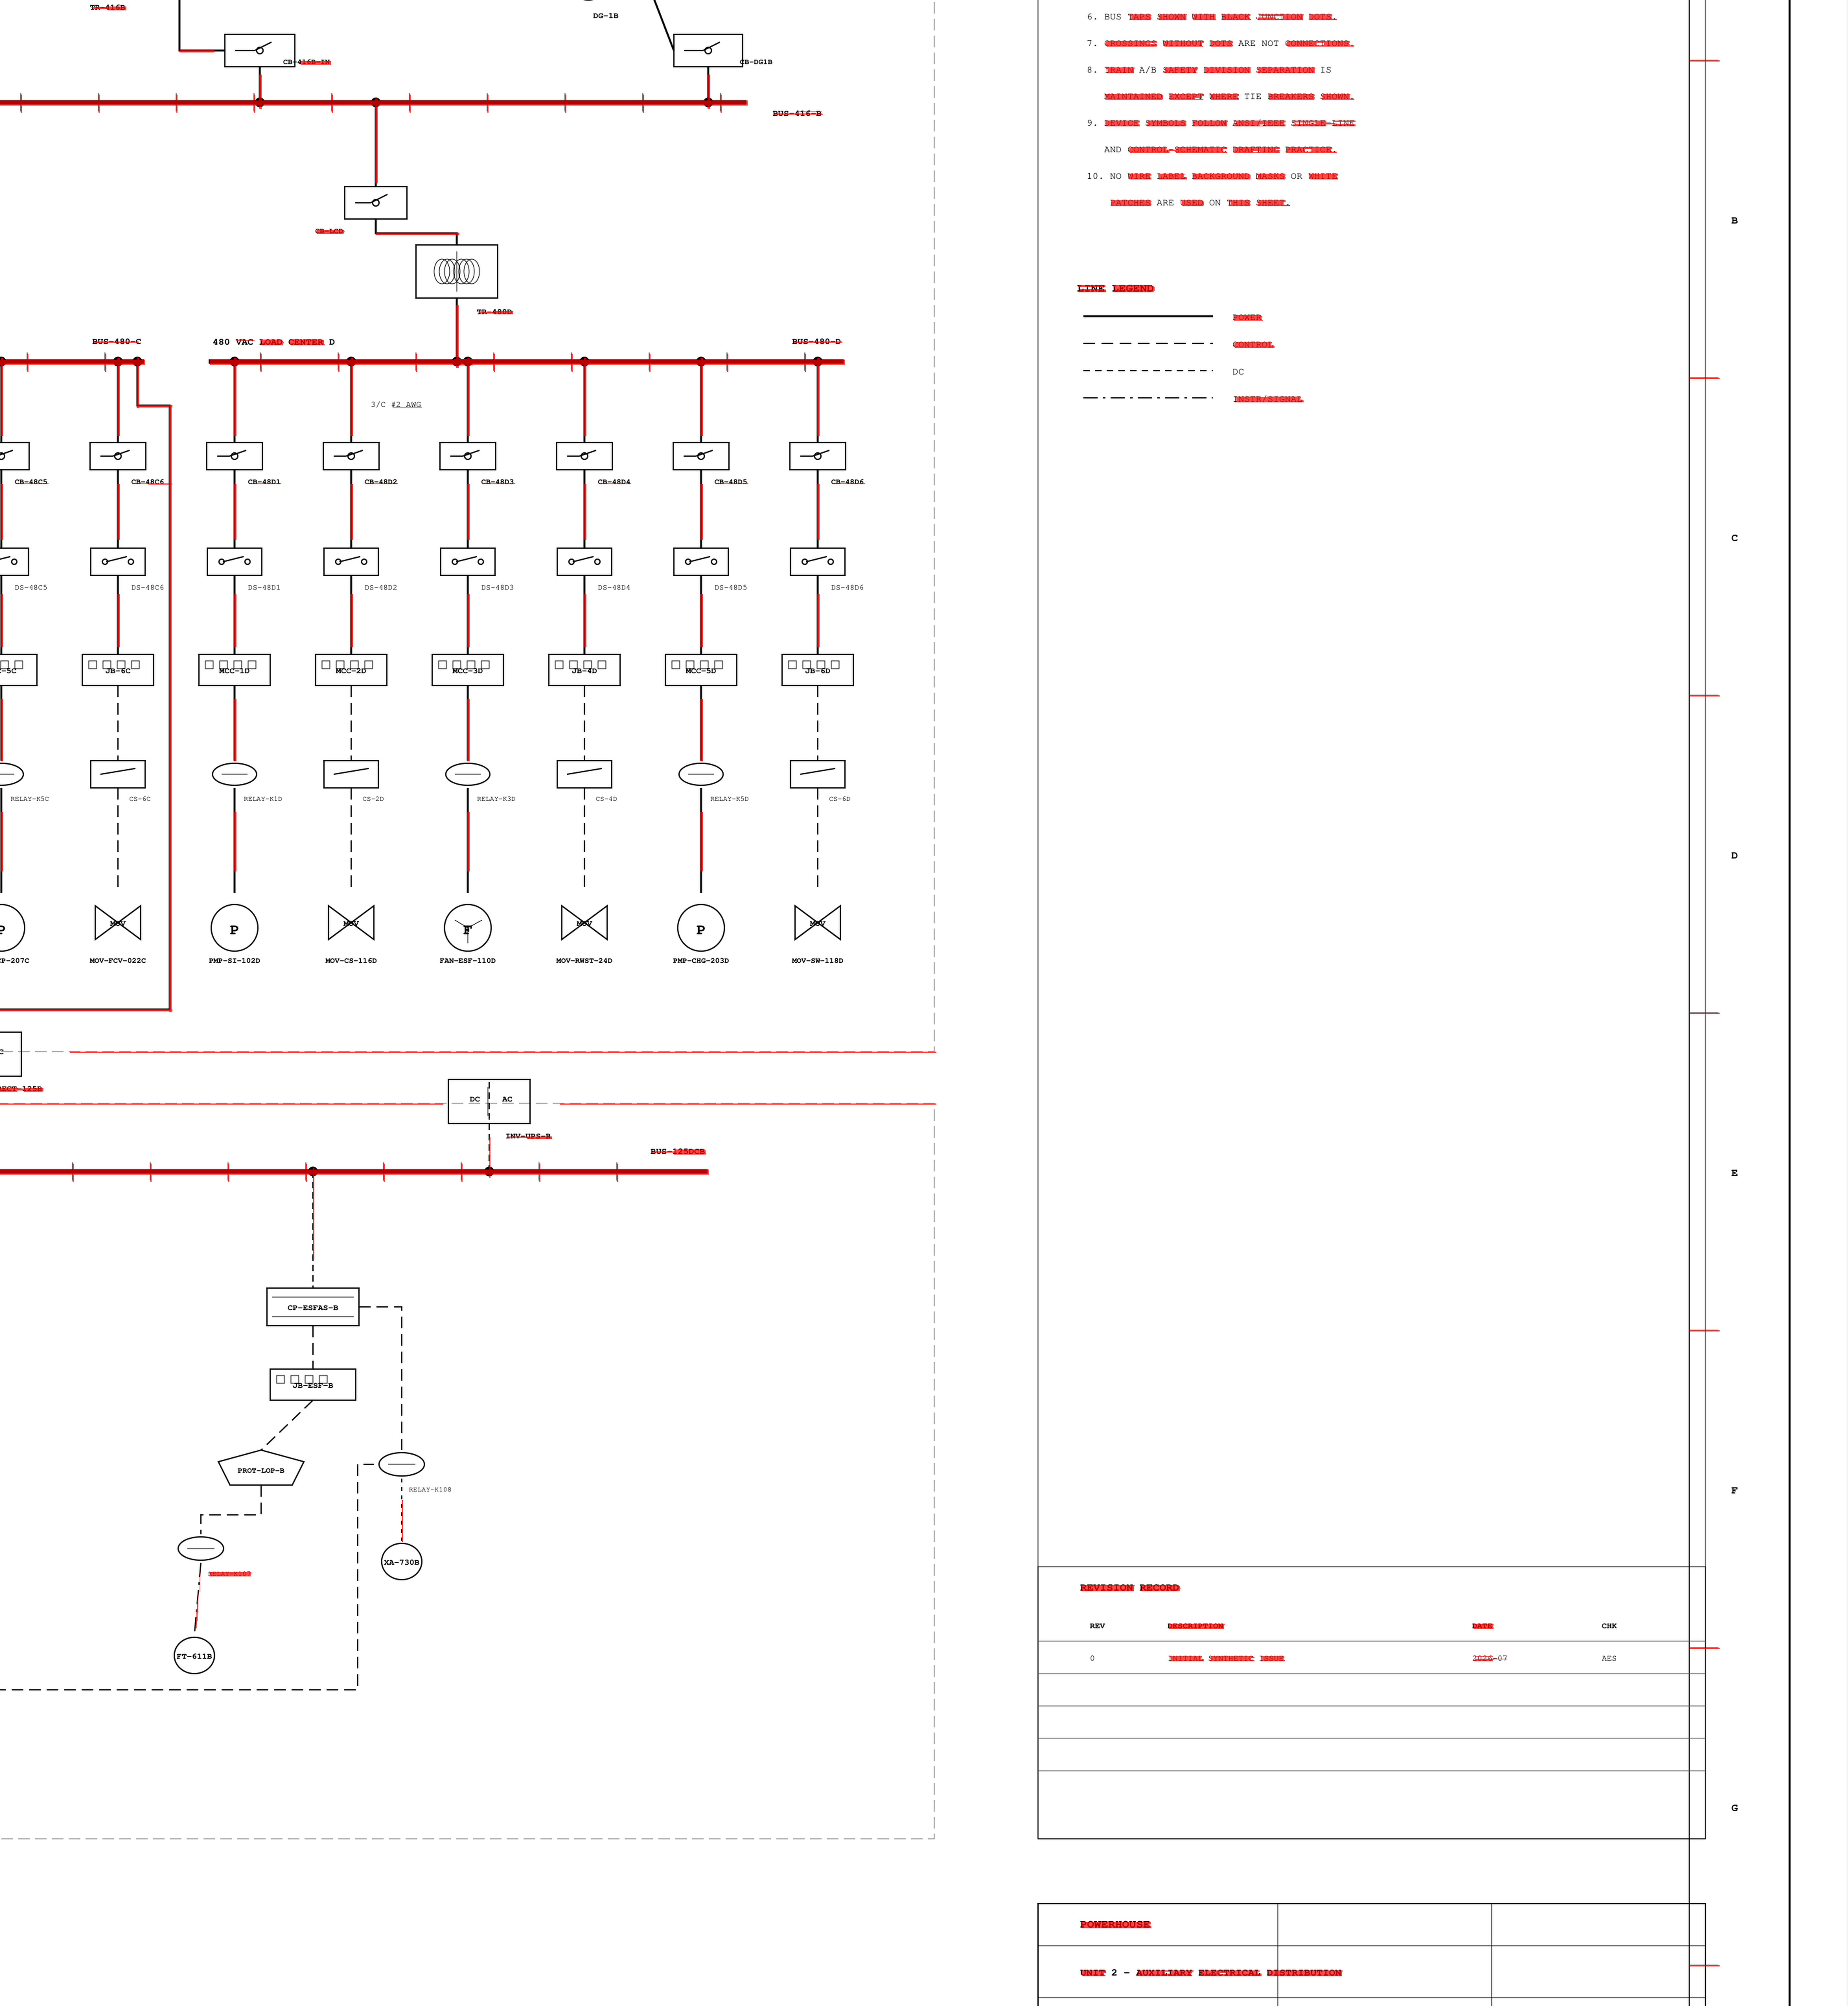 TR-416B
DG-1B
CB-416B-IN
CB-DG1B
BUS-416-B
CB-LCD
TR-480D
BUS-480-C
480 VAC LOAD CENTER D
BUS-480-D
3/C #2 AWG
CB-48C5
CB-48C6
CB-48D1
CB-48D2
CB-48D3
CB-48D4
CB-48D5
CB-48D6
DS-48C5
DS-48C6
DS-48D1
DS-48D2
DS-48D3
DS-48D4
DS-48D5
DS-48D6
-5C
JB-6C
MCC-1D
MCC-2D
MCC-3D
JB-4D
MCC-5D
JB-6D
RELAY-K5C
CS-6C
RELAY-K1D
CS-2D
RELAY-K3D
CS-4D
RELAY-K5D
CS-6D
P
MOV
P
MOV
F
MOV
P
MOV
P-207C
MOV-FCV-022C
PMP-SI-102D
MOV-CS-116D
FAN-ESF-110D
MOV-RWST-24D
PMP-CHG-203D
MOV-SW-118D
C
RECT-125B
DC AC
INV-UPS-B
BUS-125DCB
CP-ESFAS-B
JB-ESF-B
PROT-LOP-B
RELAY-K108
RELAY-K107
XA-730B
FT-611B
6. BUS TAPS SHOWN WITH BLACK JUNCTION DOTS.
7. CROSSINGS WITHOUT DOTS ARE NOT CONNECTIONS.
8. TRAIN A/B SAFETY DIVISION SEPARATION IS
MAINTAINED EXCEPT WHERE TIE BREAKERS SHOWN.
9. DEVICE SYMBOLS FOLLOW ANSI/IEEE SINGLE-LINE
AND CONTROL-SCHEMATIC DRAFTING PRACTICE.
10. NO WIRE LABEL BACKGROUND MASKS OR WHITE
PATCHES ARE USED ON THIS SHEET.
LINE LEGEND
POWER
CONTROL
DC
INSTR/SIGNAL
B
C
D
E
F
G
REVISION RECORD
REV DESCRIPTION DATE CHK
0 INITIAL SYNTHETIC ISSUE 2026-07 AES
POWERHOUSE
UNIT 2 - AUXILIARY ELECTRICAL DISTRIBUTION